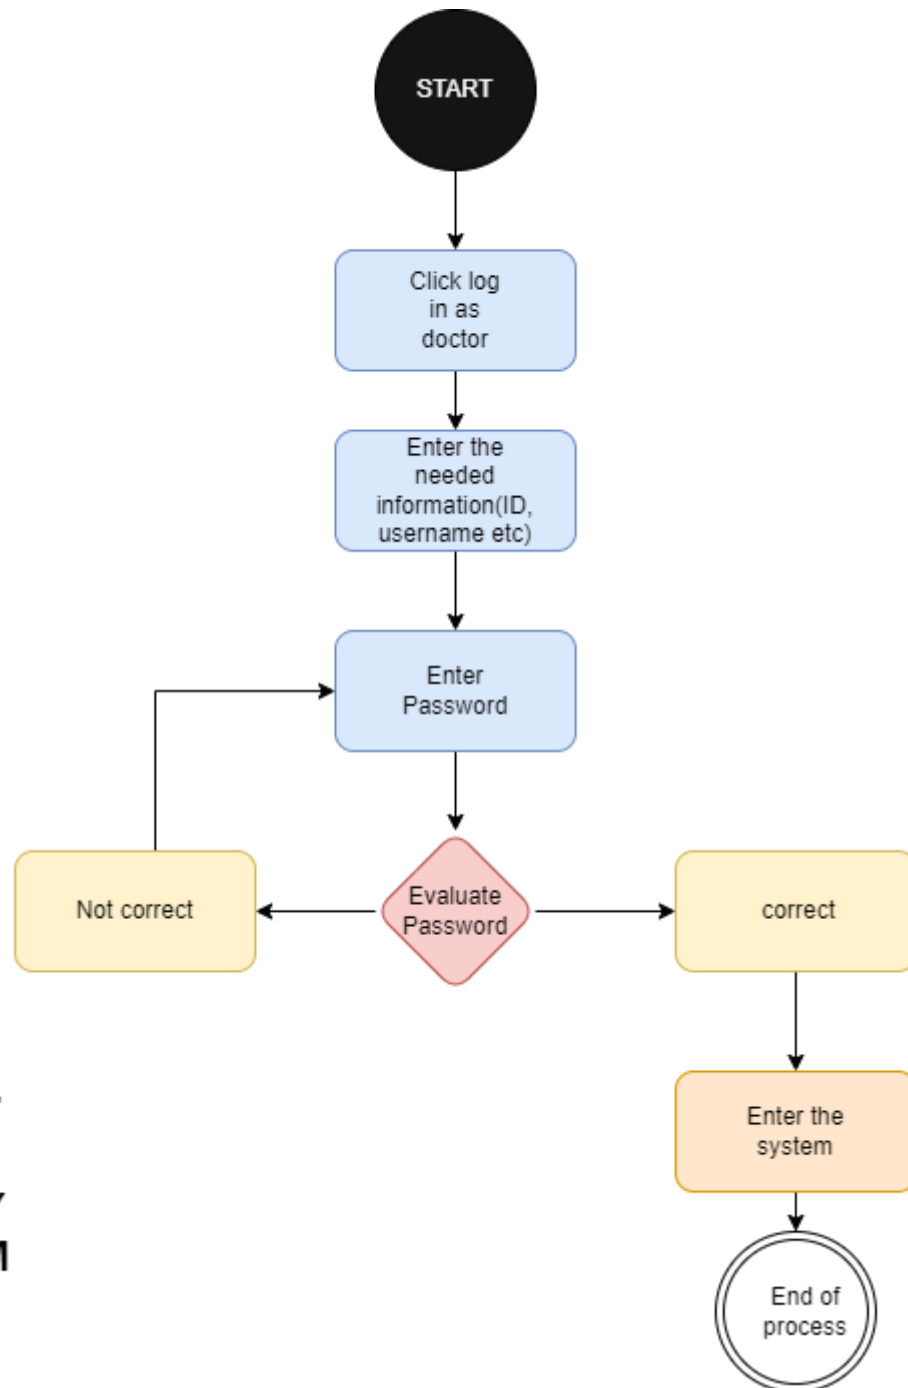 START
Click log
in as
doctor
Enter the
needed
information(ID,
username etc)
Enter
Password
Evaluate
Password
Not correct
correct
Enter the
system
End of
process